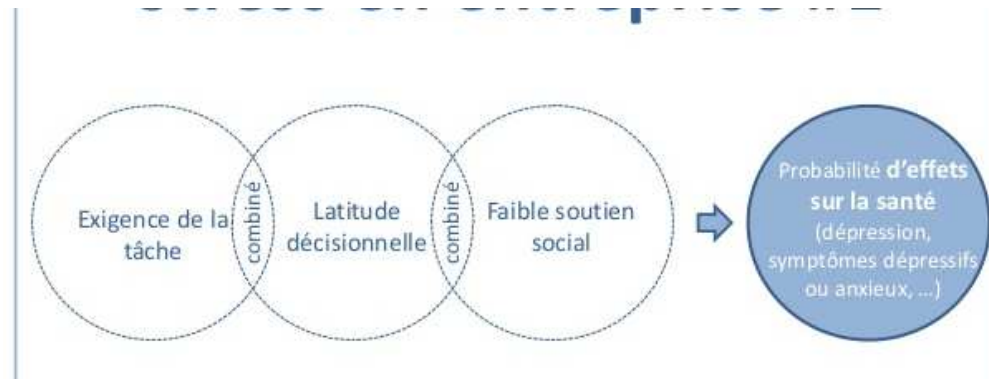 Exigence de la
tâche
combiné
Latitude
décisionnelle
combiné
Faible soutien
social
Probabilité d'effets
sur la santé
(dépression,
symptômes dépressifs
ou anxieux, ...)